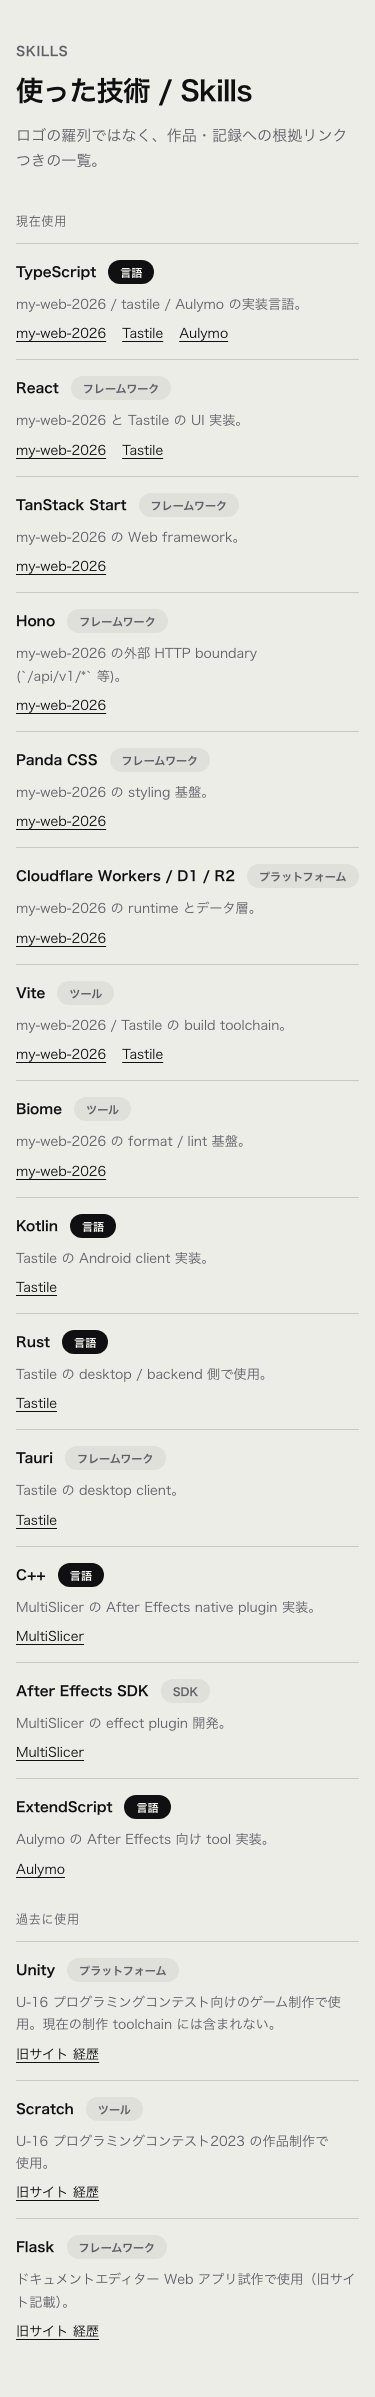 SKILLS
使った技術 / Skills
ロゴの羅列ではなく、作品・記録への根拠リンク
つきの一覧。
現在使用
TypeScript 言語
my-web-2026 / tastile / Aulymo の実装言語。
my-web-2026 Tastile Aulymo
React フレームワーク
my-web-2026 と Tastile の UI 実装。
my-web-2026 Tastile
TanStack Start フレームワーク
my-web-2026 の Web framework。
my-web-2026
Hono フレームワーク
my-web-2026 の外部 HTTP boundary
(`/api/v1/*` 等)。
my-web-2026
Panda CSS フレームワーク
my-web-2026 の styling 基盤。
my-web-2026
Cloudflare Workers / D1 / R2 プラットフォーム
my-web-2026 の runtime とデータ層。
my-web-2026
Vite ツール
my-web-2026 / Tastile の build toolchain。
my-web-2026 Tastile
Biome ツール
my-web-2026 の format / lint 基盤。
my-web-2026
Kotlin 言語
Tastile の Android client 実装。
Tastile
Rust 言語
Tastile の desktop / backend 側で使用。
Tastile
Tauri フレームワーク
Tastile の desktop client。
Tastile
C++ 言語
MultiSlicer の After Effects native plugin 実装。
MultiSlicer
After Effects SDK SDK
MultiSlicer の effect plugin 開発。
MultiSlicer
ExtendScript 言語
Aulymo の After Effects 向け tool 実装。
Aulymo
過去に使用
Unity プラットフォーム
U-16 プログラミングコンテスト向けのゲーム制作で使
用。現在の制作 toolchain には含まれない。
旧サイト 経歴
Scratch ツール
U-16 プログラミングコンテスト2023 の作品制作で
使用。
旧サイト 経歴
Flask フレームワーク
ドキュメントエディター Web アプリ試作で使用（旧サイ
ト記載）。
旧サイト 経歴